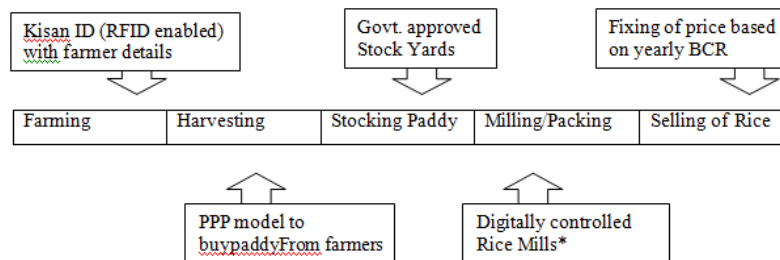 Kisan ID (RFID enabled)
with farmer details
Govt. approved
Stock Yards
Fixing of price based
on yearly BCR
Farming
Harvesting
Stocking Paddy
Milling/Packing
Selling of Rice
PPP model to
buypaddyFrom farmers
Digitally controlled
Rice Mills*